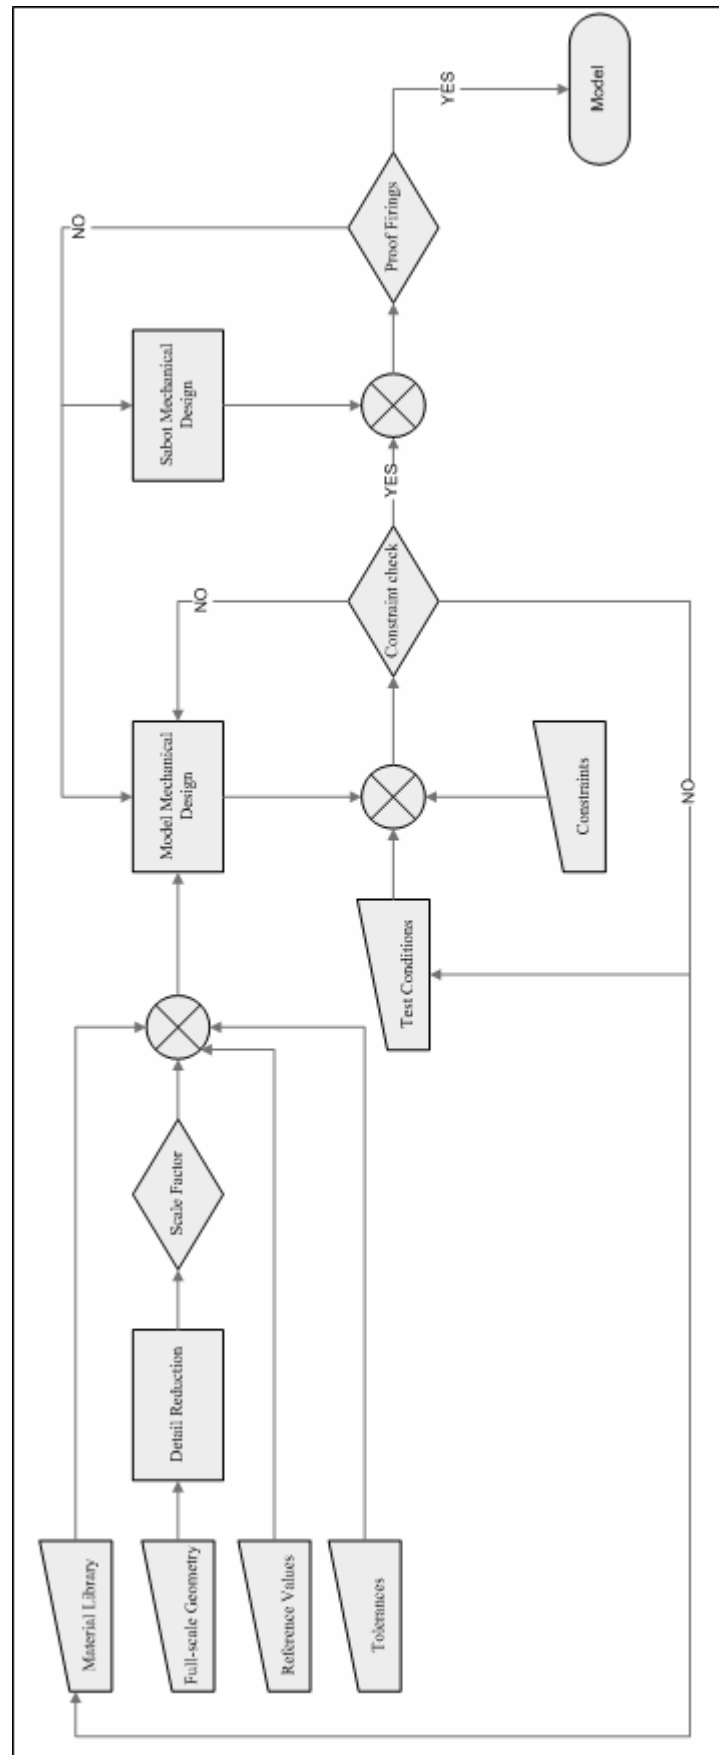 Material Library
Full-scale Geometry
Reference Values
Tolerances
Detail Reduction
Scale Factor
Model Mechanical
Design
Test Conditions
Constraints
NO
Constraint check
NO
YES
Sabot Mechanical
Design
NO
Proof Firings
YES
Model